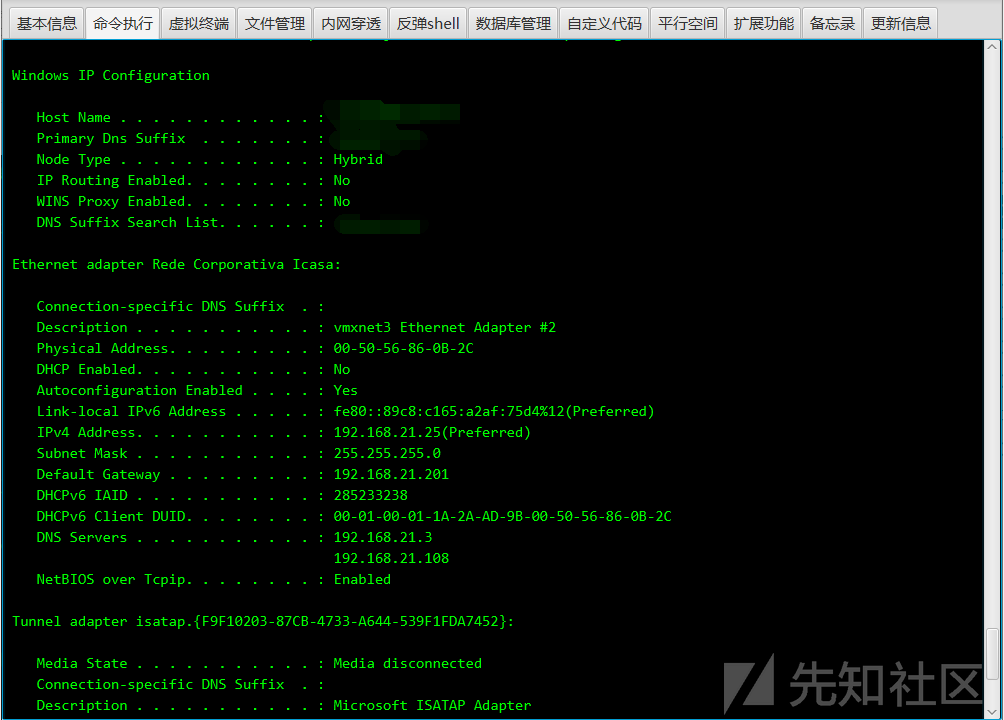 基本信息 命令执行 虚拟终端 文件管理 内网穿透 反弹shell 数据库管理 自定义代码 平行空间 扩展功能 备忘录 更新信息
Windows IP Configuration
Host Name . . . . . . . . . . . . :
Primary Dns Suffix  . . . . . . . :
Node Type . . . . . . . . . . . . : Hybrid
IP Routing Enabled. . . . . . . . : No
WINS Proxy Enabled. . . . . . . . : No
DNS Suffix Search List. . . . . . :
Ethernet adapter Rede Corporativa Icasa:
Connection-specific DNS Suffix  . :
Description . . . . . . . . . . . : vmxnet3 Ethernet Adapter #2
Physical Address. . . . . . . . . : 00-50-56-86-0B-2C
DHCP Enabled. . . . . . . . . . . : No
Autoconfiguration Enabled . . . . : Yes
Link-local IPv6 Address . . . . . : fe80::89c8:c165:a2af:75d4%12(Preferred)
IPv4 Address. . . . . . . . . . . : 192.168.21.25(Preferred)
Subnet Mask . . . . . . . . . . . : 255.255.255.0
Default Gateway . . . . . . . . . : 192.168.21.201
DHCPv6 IAID . . . . . . . . . . . : 285233238
DHCPv6 Client DUID. . . . . . . . : 00-01-00-01-1A-2A-AD-9B-00-50-56-86-0B-2C
DNS Servers . . . . . . . . . . . : 192.168.21.3
192.168.21.108
NetBIOS over Tcpip. . . . . . . . : Enabled
Tunnel adapter isatap.{F9F10203-87CB-4733-A644-539F1FDA7452}:
Media State . . . . . . . . . . . : Media disconnected
Connection-specific DNS Suffix  . :
Description . . . . . . . . . . . : Microsoft ISATAP Adapter
先知社区